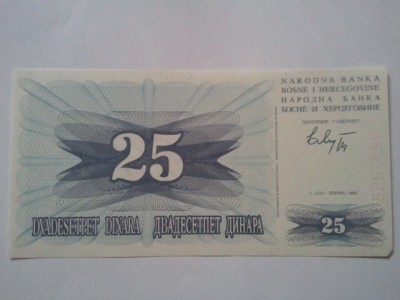 NARODNA BANKA
BOSNE I HERCEGOVINE
НАРОДНА БАНКА
БОСНЕ И ХЕРЦЕГОВИНЕ
25
DVADESETPET DINARA ДВАДЕСЕТПЕТ ДИНАРА
25